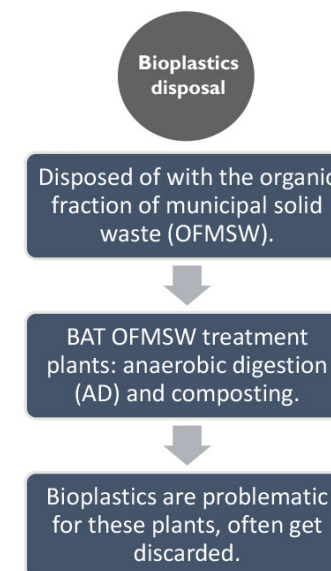 Bioplastics
disposal
Disposed of with the organic
fraction of municipal solid
waste (OFMSW).
BAT OFMSW treatment
plants: anaerobic digestion
(AD) and composting.
Bioplastics are problematic
for these plants, often get
discarded.